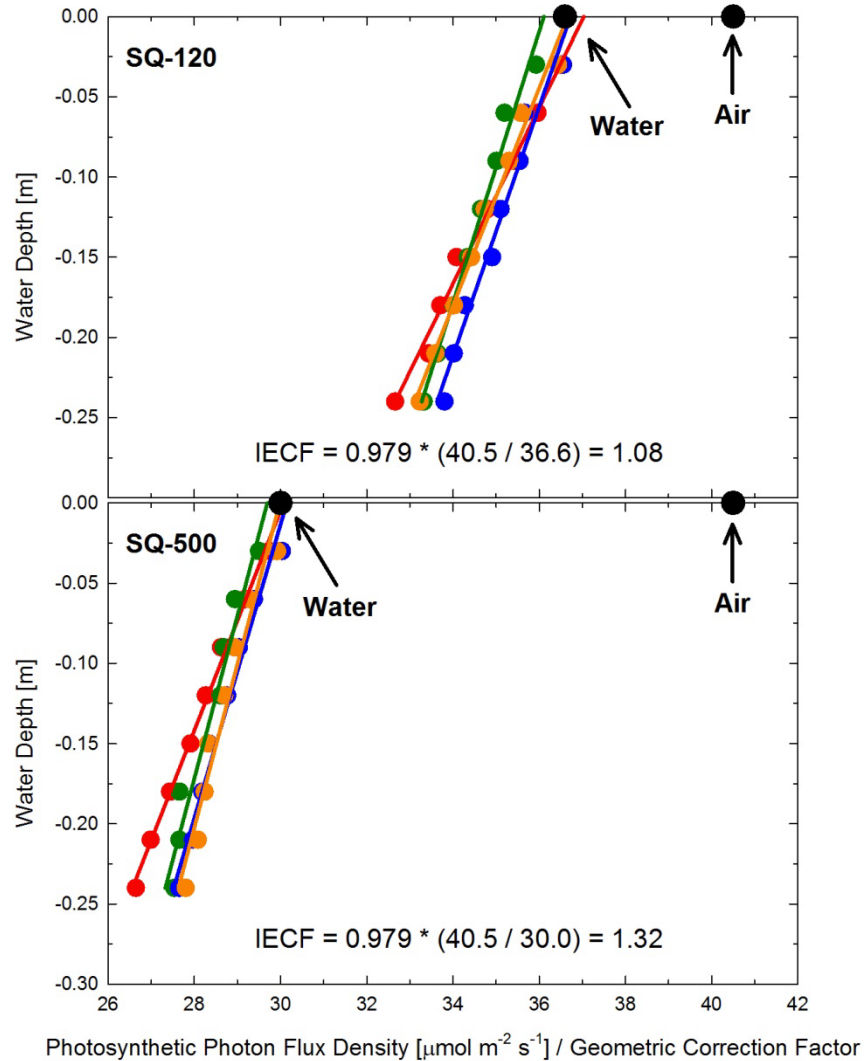 0.00
SQ-120
-0.05
Water
Air
-0.10
Water Depth [m]
-0.15
-0.20
-0.25
IECF = 0.979 * (40.5 / 36.6) = 1.08
0.00
SQ-500
-0.05
Water
Air
-0.10
Water Depth [m]
-0.15
-0.20
-0.25
IECF = 0.979 * (40.5 / 30.0) = 1.32
-0.30
26 28 30 32 34 36 38 40 42
Photosynthetic Photon Flux Density [μmol m⁻² s⁻¹] / Geometric Correction Factor